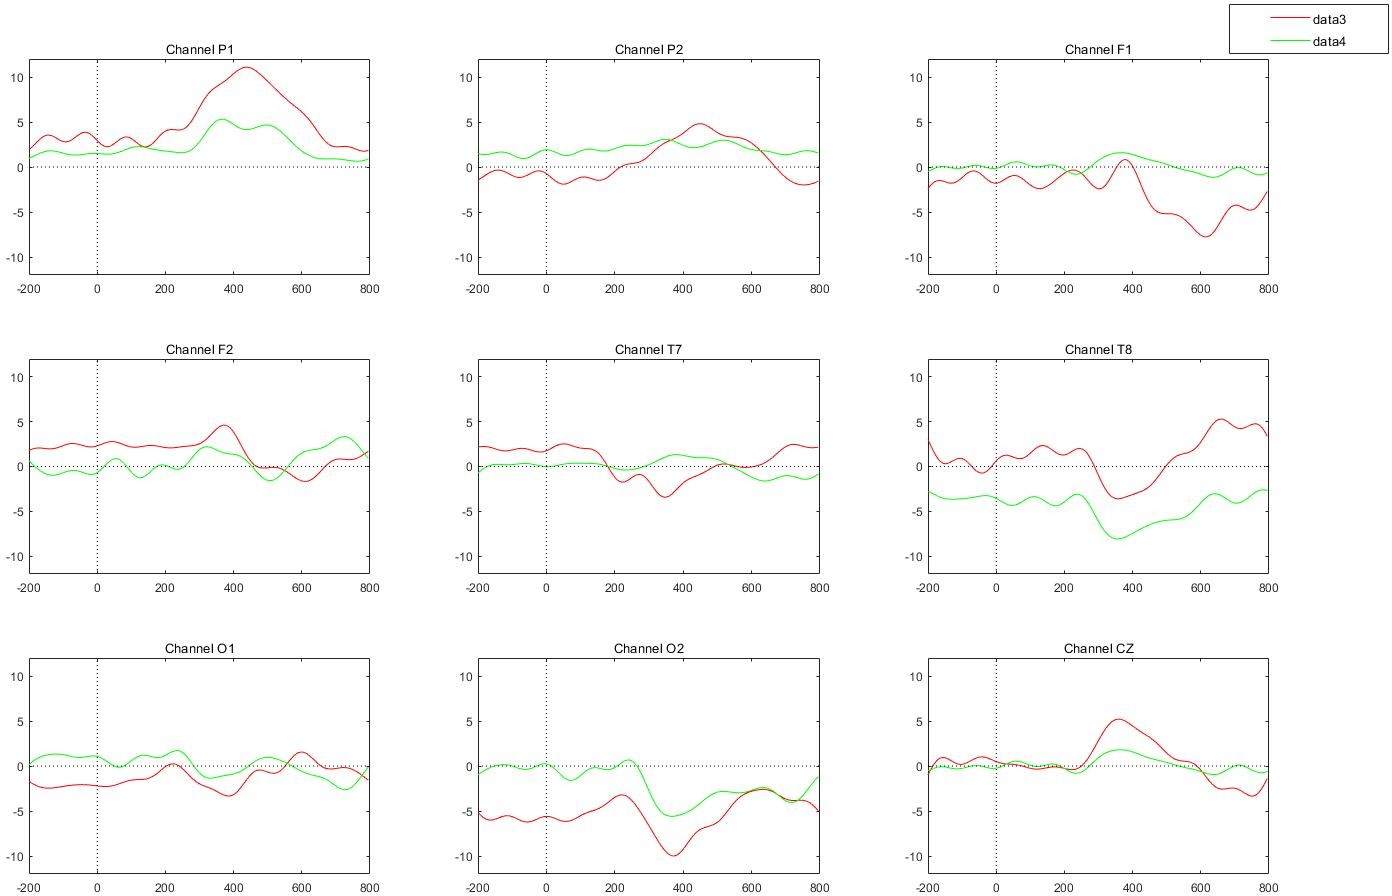 data3
data4
Channel P1
10
5
0
-5
-10
-200 0 200 400 600 800
Channel P2
10
5
0
-5
-10
-200 0 200 400 600 800
Channel F1
10
5
0
-5
-10
-200 0 200 400 600 800
Channel F2
10
5
0
-5
-10
-200 0 200 400 600 800
Channel T7
10
5
0
-5
-10
-200 0 200 400 600 800
Channel T8
10
5
0
-5
-10
-200 0 200 400 600 800
Channel O1
10
5
0
-5
-10
-200 0 200 400 600 800
Channel O2
10
5
0
-5
-10
-200 0 200 400 600 800
Channel CZ
10
5
0
-5
-10
-200 0 200 400 600 800